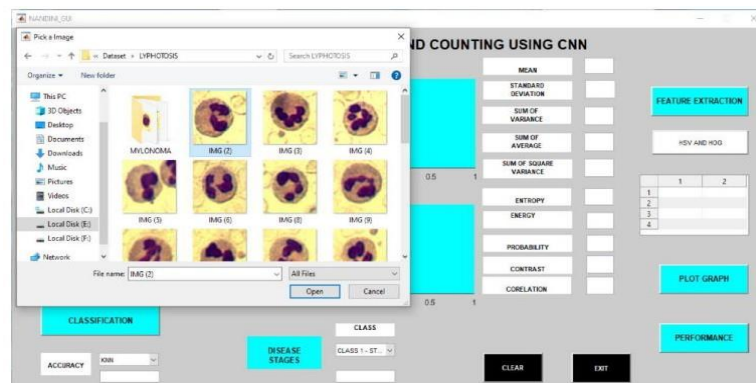 NANDINI_GUI
Pick a Image
ND COUNTING USING CNN
« Dataset > LYPHOTOSIS
Search LYPHOTOSIS
Organize
New folder
This PC
3D Objects
Desktop
Documents
Downloads
Music
Pictures
Videos
Local Disk (C:)
Local Disk (E:)
Local Disk (F:)
Network
MYLONOMA
IMG (2)
IMG (3)
IMG (4)
IMG (5)
IMG (6)
IMG (8)
IMG (9)
File name:
IMG (2)
All Files
Open
Cancel
0.5
1
0.5
1
MEAN
STANDARD
DEVIATION
SUM OF
VARIANCE
SUM OF
AVERAGE
SUM OF SQUARE
VARIANCE
ENTROPY
ENERGY
PROBABILITY
CONTRAST
CORELATION
FEATURE EXTRACTION
HSV AND HOG
1 2
1
2
3
4
PLOT GRAPH
PERFORMANCE
CLASSIFICATION
ACCURACY
KNN
DISEASE
STAGES
CLASS
CLASS 1 - ST...
CLEAR
EXIT